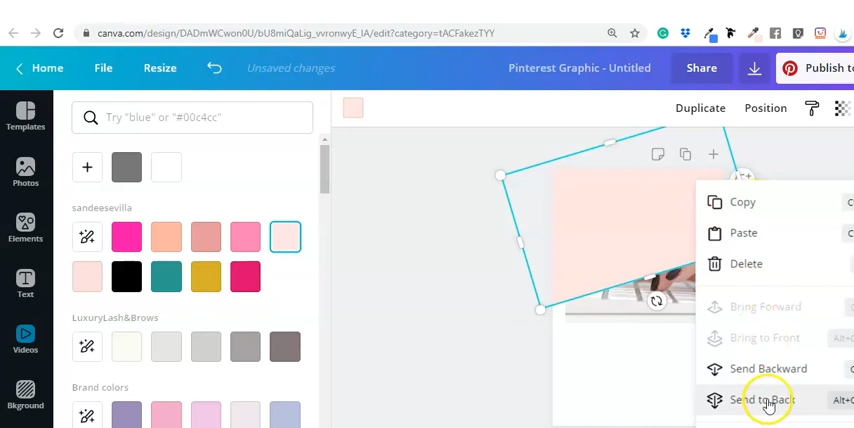 canva.com/design/DADmWCwon0U/bU8miQaLig_vvronwyE_IA/edit?category=tACFakezTYY
Home
File
Resize
Unsaved changes
Pinterest Graphic - Untitled
Share
Publish to
Templates
Photos
Elements
Text
Videos
Bkground
Try "blue" or "#00c4cc"
sandeesevilla
LuxuryLash&Brows
Brand colors
Duplicate
Position
Copy
Paste
Delete
Bring Forward
Bring to Front Alt+
Send Backward
Send to Back Alt+